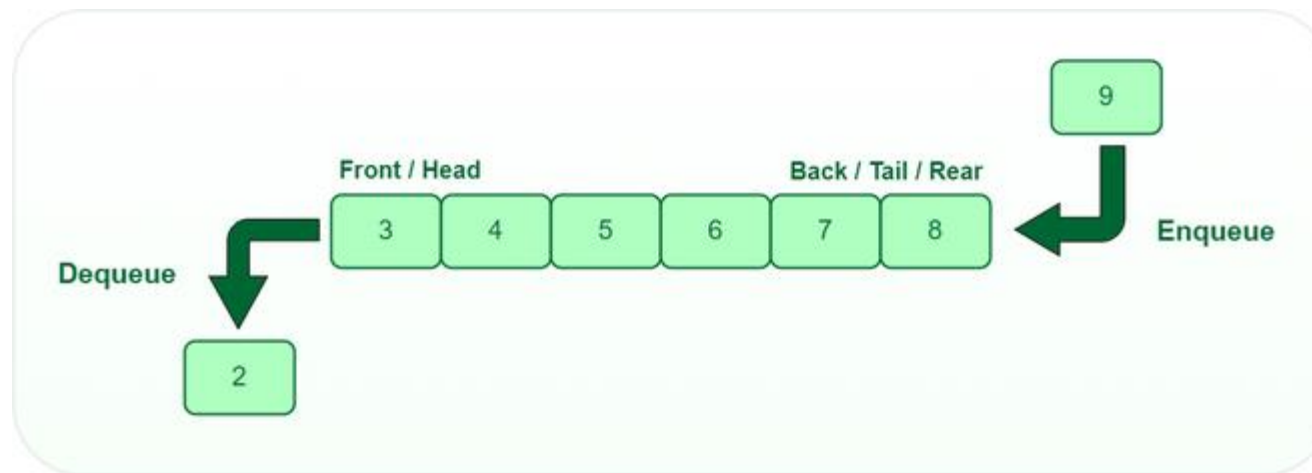 9
Front / Head
Back / Tail / Rear
3 4 5 6 7 8
Enqueue
Dequeue
2